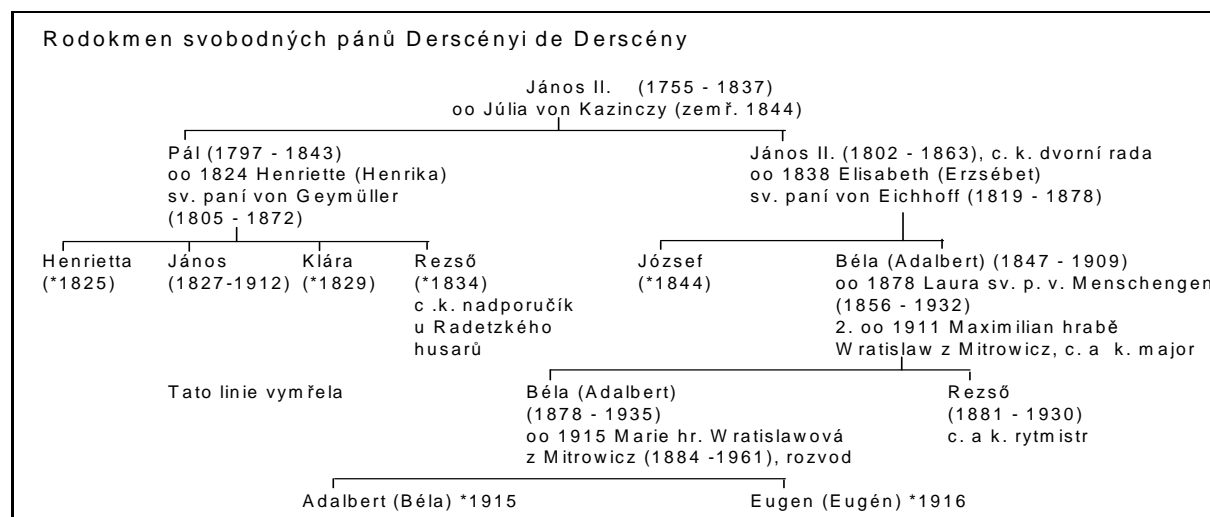 Rodokmen svobodných pánů Derscényi de Derscény
János II. (1755 - 1837)
oo Júlia von Kazinczy (zemř. 1844)
Pál (1797 - 1843)
oo 1824 Henriette (Henrika)
sv. paní von Geymüller
(1805 - 1872)
János II. (1802 - 1863), c. k. dvorní rada
oo 1838 Elisabeth (Erzsébet)
sv. paní von Eichhoff (1819 - 1878)
Henrietta
(*1825)
János
(1827-1912)
Klára
(*1829)
Rezső
(*1834)
c .k. nadporučík
u Radetzkého
husarů
József
(*1844)
Béla (Adalbert) (1847 - 1909)
oo 1878 Laura sv. p. v. Menschengen
(1856 - 1932)
2. oo 1911 Maximilian hrabě
Wratislaw z Mitrowicz, c. a k. major
Tato linie vymřela
Béla (Adalbert)
(1878 - 1935)
oo 1915 Marie hr. Wratislawová
z Mitrowicz (1884 -1961), rozvod
Rezső
(1881 - 1930)
c. a k. rytmistr
Adalbert (Béla) *1915
Eugen (Eugén) *1916